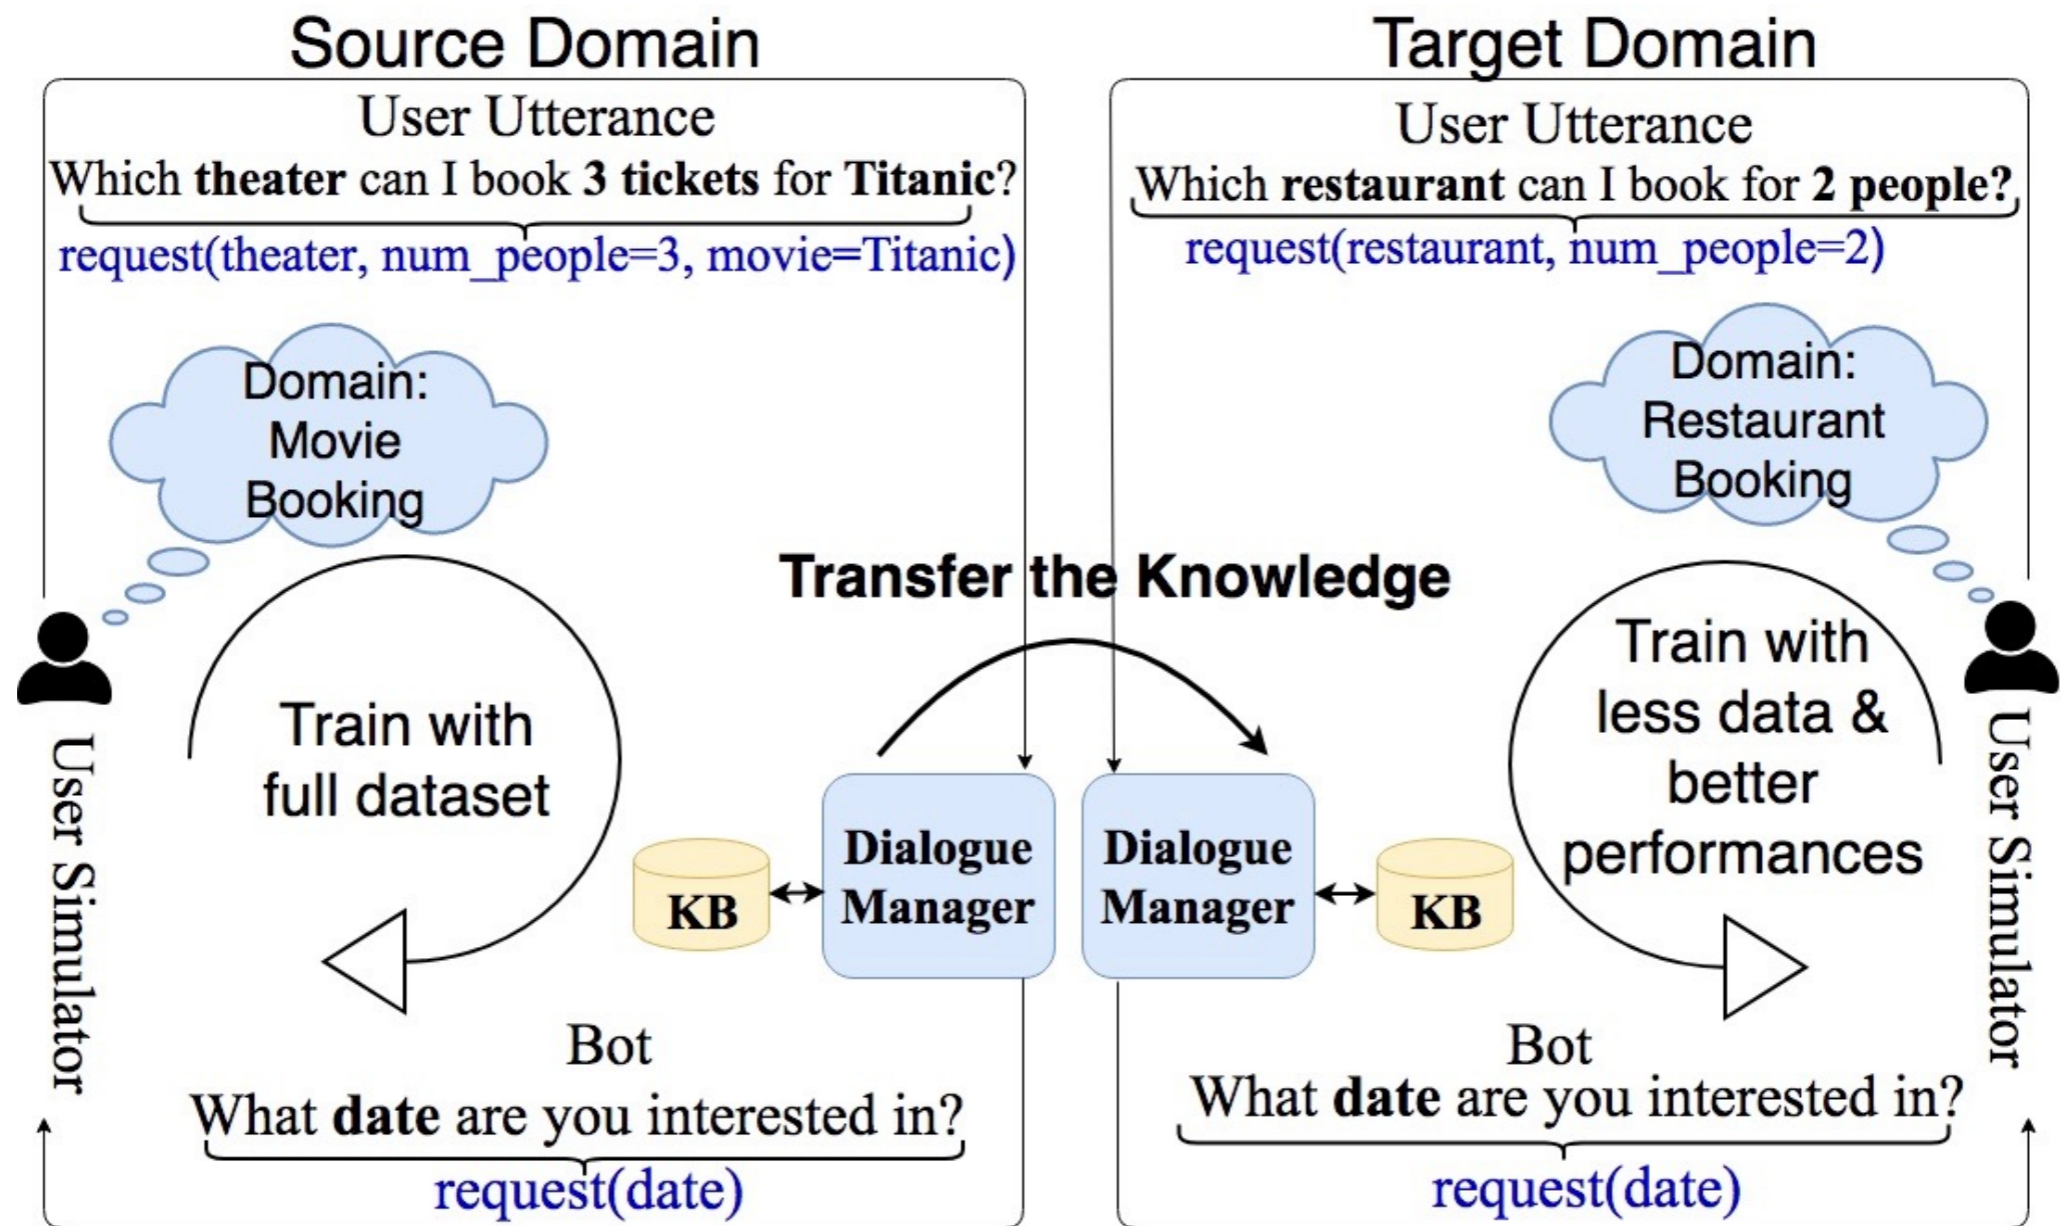 Source Domain
User Utterance
Which theater can I book 3 tickets for Titanic?
request(theater, num_people=3, movie=Titanic)
Domain:
Movie
Booking
Train with
full dataset
User Simulator
KB
Dialogue
Manager
Bot
What date are you interested in?
request(date)
Transfer the Knowledge
Target Domain
User Utterance
Which restaurant can I book for 2 people?
request(restaurant, num_people=2)
Domain:
Restaurant
Booking
Train with
less data &
better
performances
User Simulator
Dialogue
Manager
KB
Bot
What date are you interested in?
request(date)